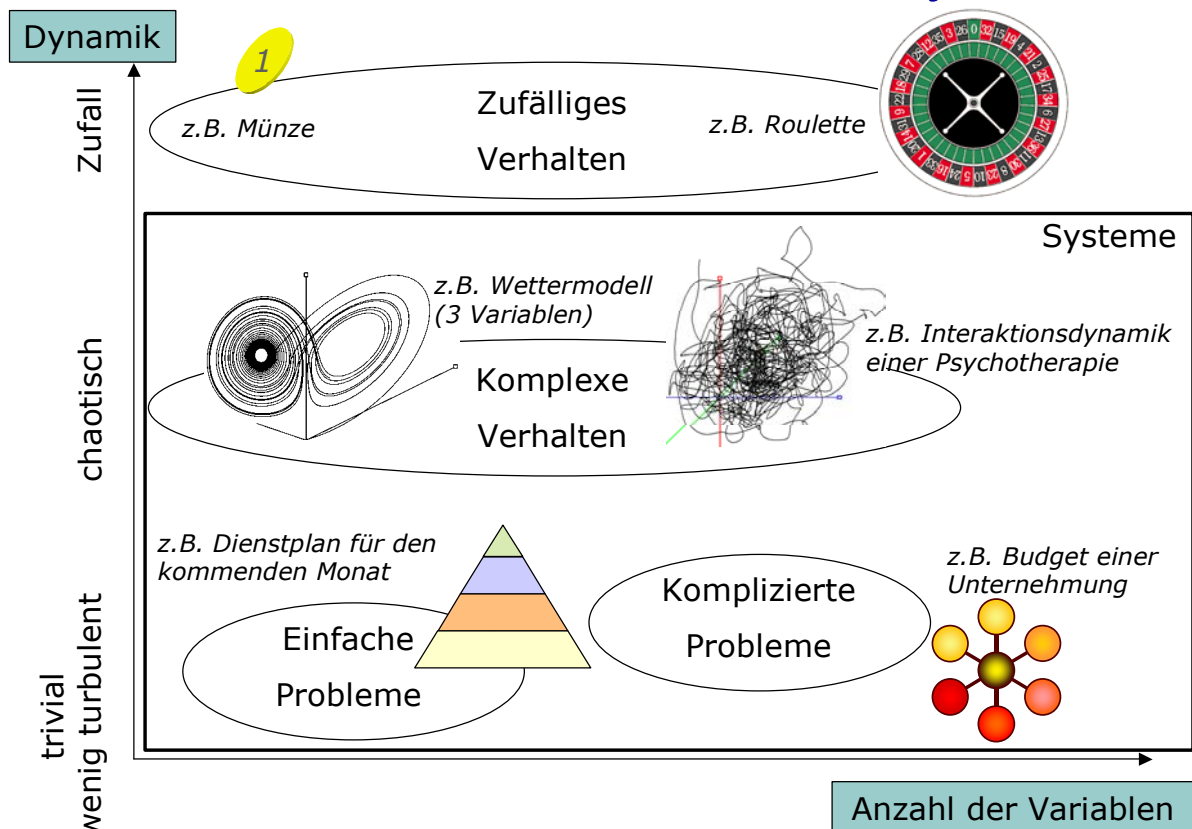 Dynamik
1
Zufall
z.B. Münze
Zufälliges
Verhalten
z.B. Roulette
Systeme
chaotisch
z.B. Wettermodell
(3 Variablen)
Komplexe
Verhalten
z.B. Interaktionsdynamik
einer Psychotherapie
trivial
wenig turbulent
z.B. Dienstplan für den
kommenden Monat
Einfache
Probleme
Komplizierte
Probleme
z.B. Budget einer
Unternehmung
Anzahl der Variablen